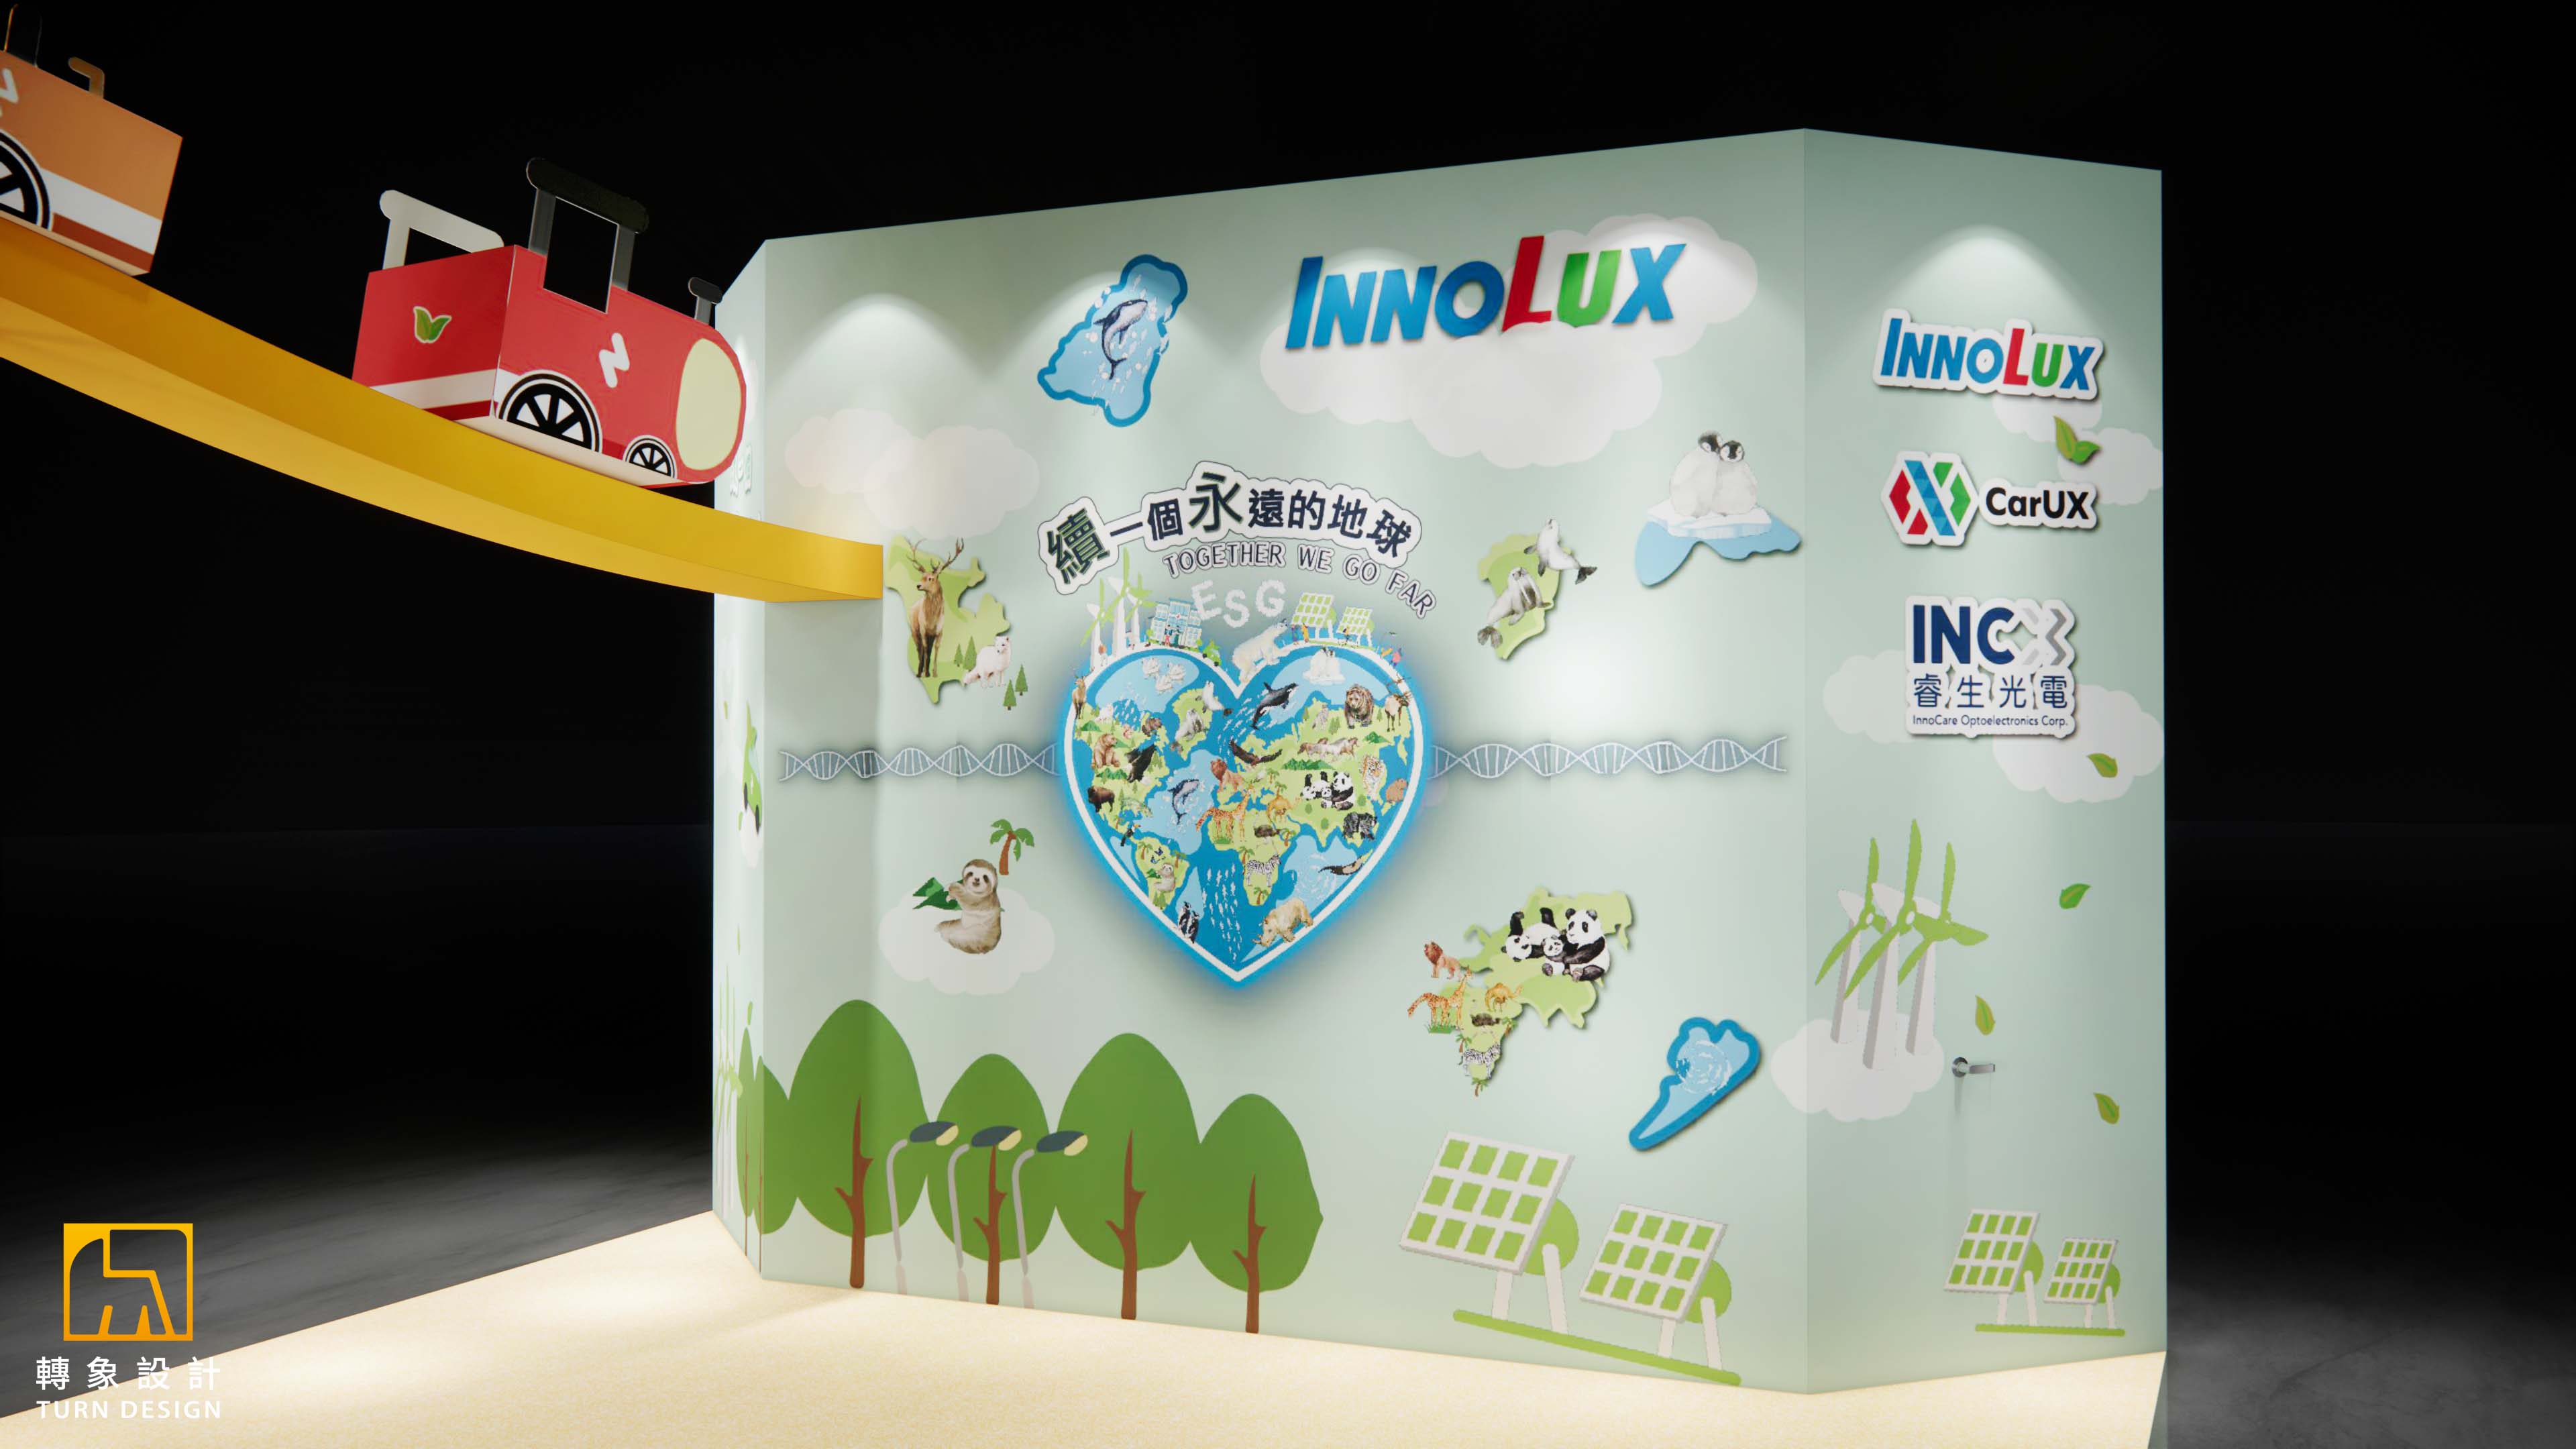 N
INNOLUX
續一個永遠的地球
TOGETHER WE GO FAR
ESG
INNOLUX
CarUX
INC
睿生光電
InnoCare Optoelectronics Corp.
轉象設計
TURN DESIGN